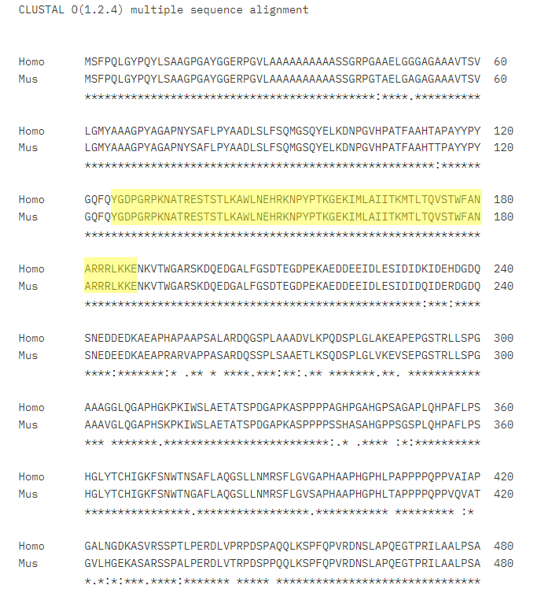 CLUSTAL O(1.2.4) multiple sequence alignment
Homo MSFPQLGYPQYLSAAGPGAYGGERPGVLAAAAAAAAAASSGRPGAAELGGGAGAAAVTSV 60
Mus MSFPQLGYPQYLSAAGPGAYGGERPGVLAAAAAAAAAASSGRPGTAELGAGAGAAAVTSV 60
********************************************:****.**********
Homo LGMYAAAGPYAGAPNYSAFLPYAADLSLFSQMGSQYELKDNPGVHPATFAAHTAPAYYPY 120
Mus LGMYAAAGPYAGAPNYSAFLPYAADLSLFSQMGSQYELKDNPGVHPATFAAHTTPAYYPY 120
*****************************************************:******
Homo GQFQYGDPGRPKNATRESTSTLKAWLNEHRKNPYPTKGEKIMLAIITKMTLTQVSTWFAN 180
Mus GQFQYGDPGRPKNATRESTSTLKAWLNEHRKNPYPTKGEKIMLAIITKMTLTQVSTWFAN 180
************************************************************
Homo ARRRLKKENKVTWGARSKDQEDGALFGSDTEGDPEKAEDDEEIDLESIDIDKIDEHDGDQ 240
Mus ARRRLKKENKVTWGARSKDQEDGALFGSDTEGDPEKAEDDEEIDLESIDIDQIDERDGDQ 240
***************************************************:***:****
Homo SNEDDEDKAEAPHAPAAPSALARDQGSPLAAADVLKPQDSPLGLAKEAPEPGSTRLLSPG 300
Mus SNEDEEDKAEAPRARVAPPASARDQSSPLSAAETLKSQDSPLGLVKEVSEPGSTRLLSPG 300
****:*******:* .** * ****.***:**:.** *******.**. ***********
Homo AAAGGLQGAPHGKPKIWSLAETATSPDGAPKASPPPPAGHPGAHGPSAGAPLQHPAFLPS 360
Mus AAAVGLQGAPHSKPKIWSLAETATSPDGAPKASPPPPSSHASAHGPPSGSPLQHPAFLPS 360
*** *******.*************************:.* .**** :*:**********
Homo HGLYTCHIGKFSNWTNSAFLAQGSLLNMRSFLGVGAPHAAPHGPHLPAPPPPQPPVAIAP 420
Mus HGLYTCHIGKFSNWTNGAFLAQGSLLNMRSFLGVSAPHAAPHGPHLTAPPPPQPPVQVAT 420
****************.*****************.*********** ********* :*
Homo GALNGDKASVRSSPTLPERDLVPRPDSPAQQLKSPFQPVRDNSLAPQEGTPRILAALPSA 480
Mus GVLHGEKASARSSPALPERDLVTRPDSPPQQLKSPFQPVRDNSLAPQEGTPRILAALPSA 480
*.*:*:***.****:******* ***** *******************************